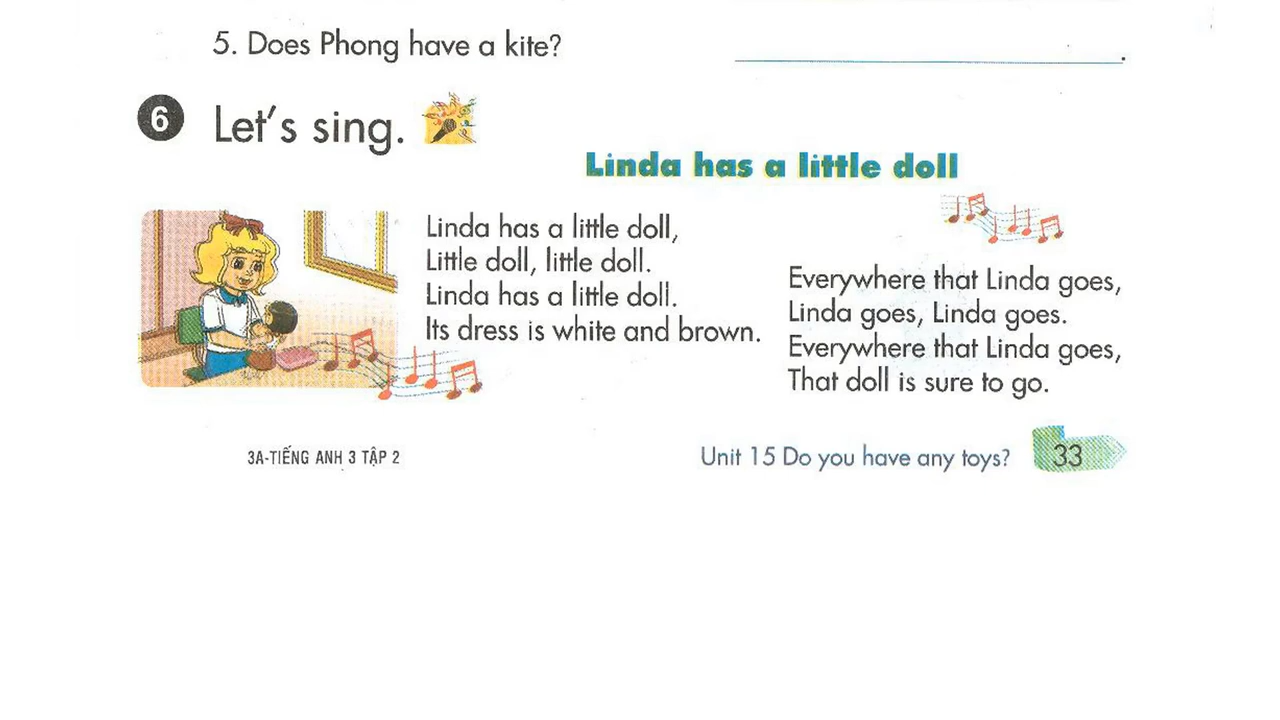 5. Does Phong have a kite? .
6 Let's sing.
Linda has a little doll
Linda has a little doll,
Little doll, little doll.
Linda has a little doll.
Its dress is white and brown.
Everywhere that Linda goes,
Linda goes, Linda goes.
Everywhere that Linda goes,
That doll is sure to go.
3A-TIẾNG ANH 3 TẬP 2
Unit 15 Do you have any toys? 33